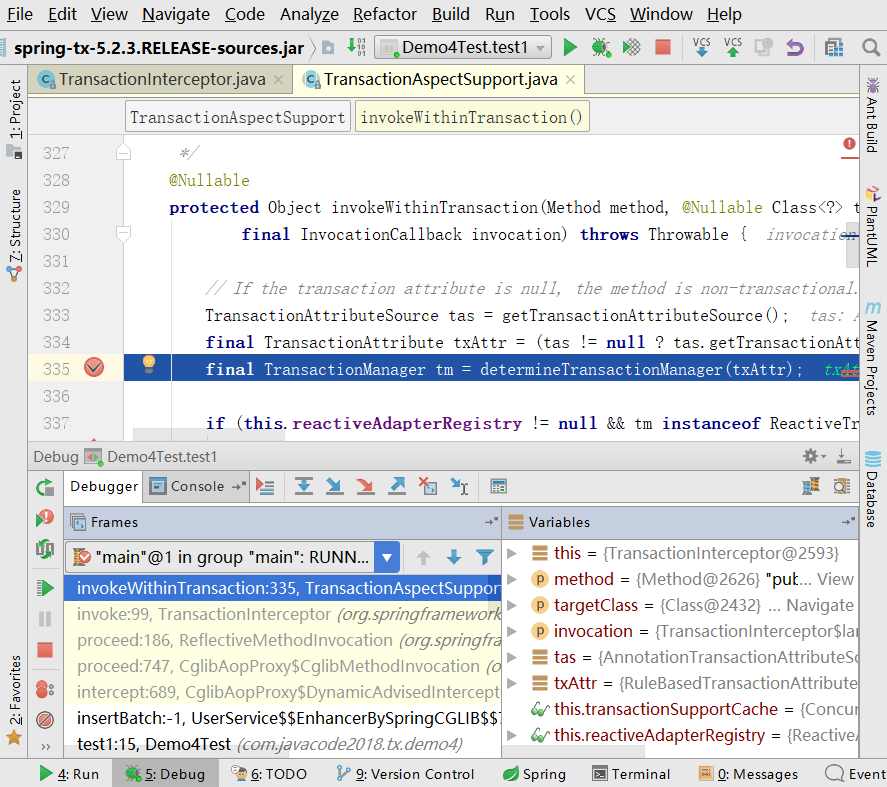 File Edit View Navigate Code Analyze Refactor Build Run Tools VCS Window Help
spring-tx-5.2.3.RELEASE-sources.jar Demo4Test.test1 VCS VCS
TransactionInterceptor.java TransactionAspectSupport.java
TransactionAspectSupport invokeWithinTransaction()
1: Project
Z: Structure
2: Favorites
Ant Build
PlantUML
Maven Projects
Database
327 */
328 @Nullable
329 protected Object invokeWithinTransaction(Method method, @Nullable Class<?> t
330 final InvocationCallback invocation) throws Throwable { invocation
331
332 // If the transaction attribute is null, the method is non-transactional.
333 TransactionAttributeSource tas = getTransactionAttributeSource(); tas: A
334 final TransactionAttribute txAttr = (tas != null ? tas.getTransactionAtt
335 final TransactionManager tm = determineTransactionManager(txAttr); txAt
336
337 if (this.reactiveAdapterRegistry != null && tm instanceof ReactiveTr
Debug Demo4Test.test1
Debugger Console
Frames
"main"@1 in group "main": RUNN...
invokeWithinTransaction:335, TransactionAspectSuppor
invoke:99, TransactionInterceptor (org.springframework
proceed:186, ReflectiveMethodInvocation (org.springfra
proceed:747, CglibAopProxy$CglibMethodInvocation (o
intercept:689, CglibAopProxy$DynamicAdvisedIntercept
insertBatch:-1, UserService$$EnhancerBySpringCGLIB$$7
test1:15, Demo4Test (com.javacode2018.tx.demo4)
Variables
this = {TransactionInterceptor@2593}
method = {Method@2626} "pub... View
targetClass = {Class@2432} ... Navigate
invocation = {TransactionInterceptor$lan
tas = {AnnotationTransactionAttributeSo
txAttr = {RuleBasedTransactionAttribute
this.transactionSupportCache = {Concur
this.reactiveAdapterRegistry = {ReactiveA
4: Run 5: Debug 6: TODO 9: Version Control Spring Terminal 0: Messages Event